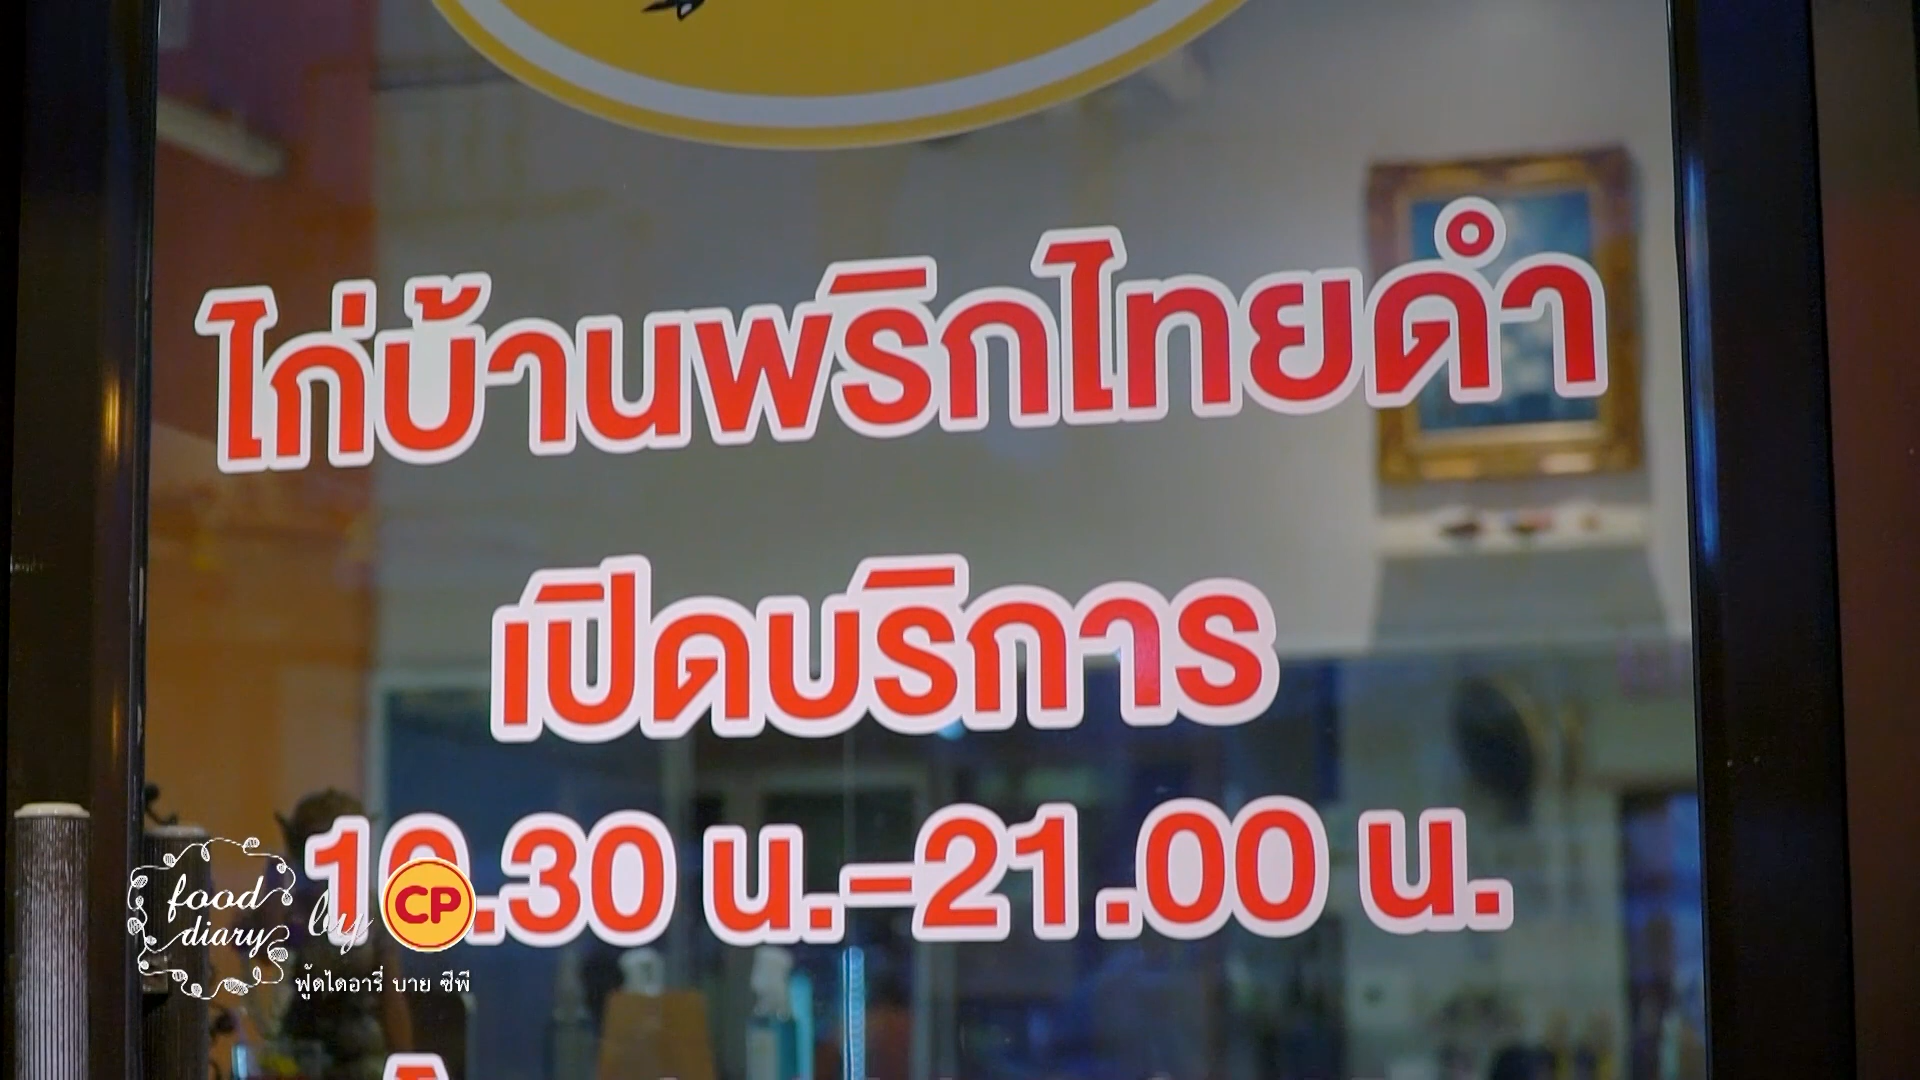 ไก่บ้านพริกไทยดำ
เปิดบริการ
10.30 น.-21.00 น.
food diary by CP
ฟู้ดไดอารี่ บาย ซีพี